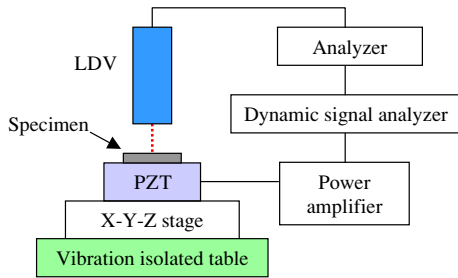 LDV
Analyzer
Dynamic signal analyzer
Specimen
PZT
Power
amplifier
X-Y-Z stage
Vibration isolated table